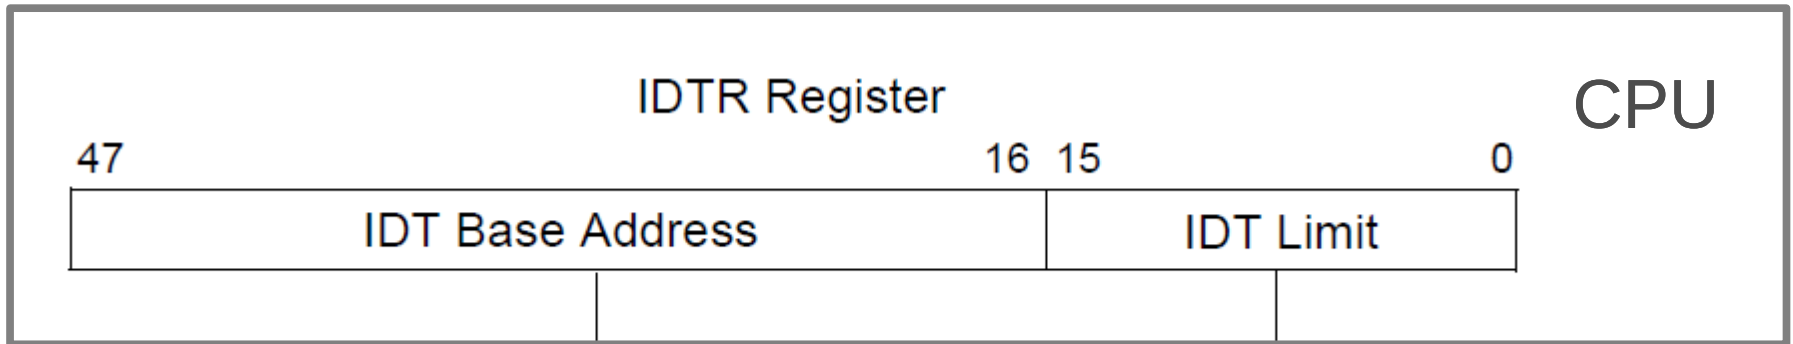 IDTR Register
CPU
47 16 15 0
IDT Base Address IDT Limit